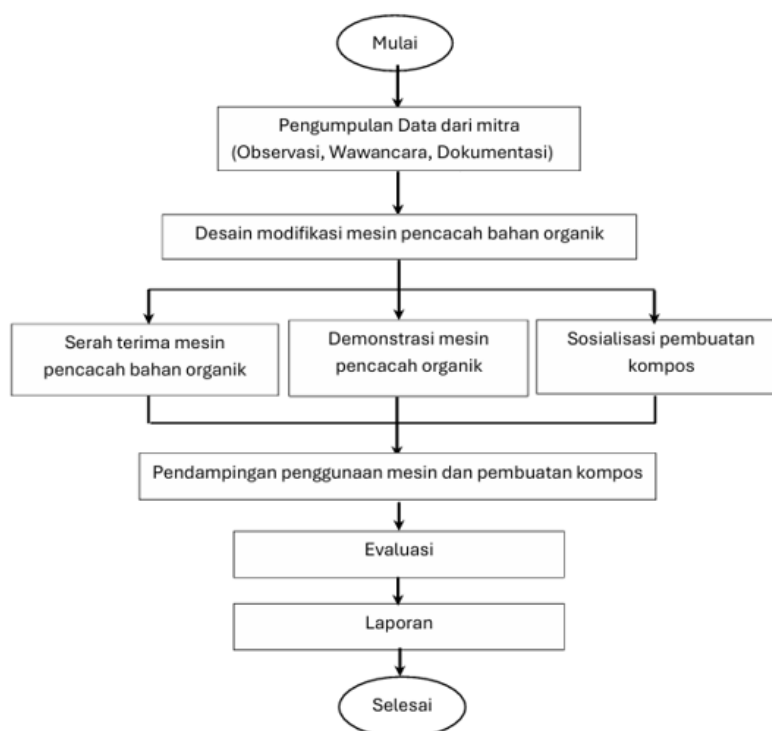 Mulai
Pengumpulan Data dari mitra
(Observasi, Wawancara, Dokumentasi)
Desain modifikasi mesin pencacah bahan organik
Serah terima mesin
pencacah bahan organik
Demonstrasi mesin
pencacah organik
Sosialisasi pembuatan
kompos
Pendampingan penggunaan mesin dan pembuatan kompos
Evaluasi
Laporan
Selesai